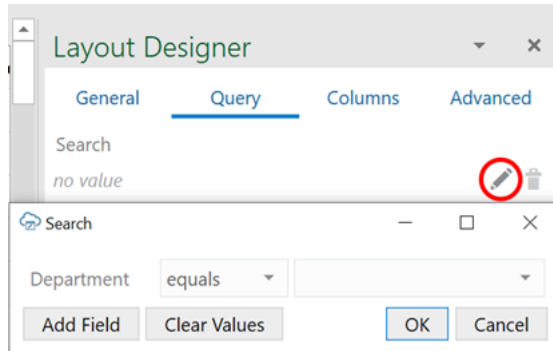 Layout Designer
General Query Columns Advanced
Search
no value
Search
Department equals
Add Field Clear Values OK Cancel